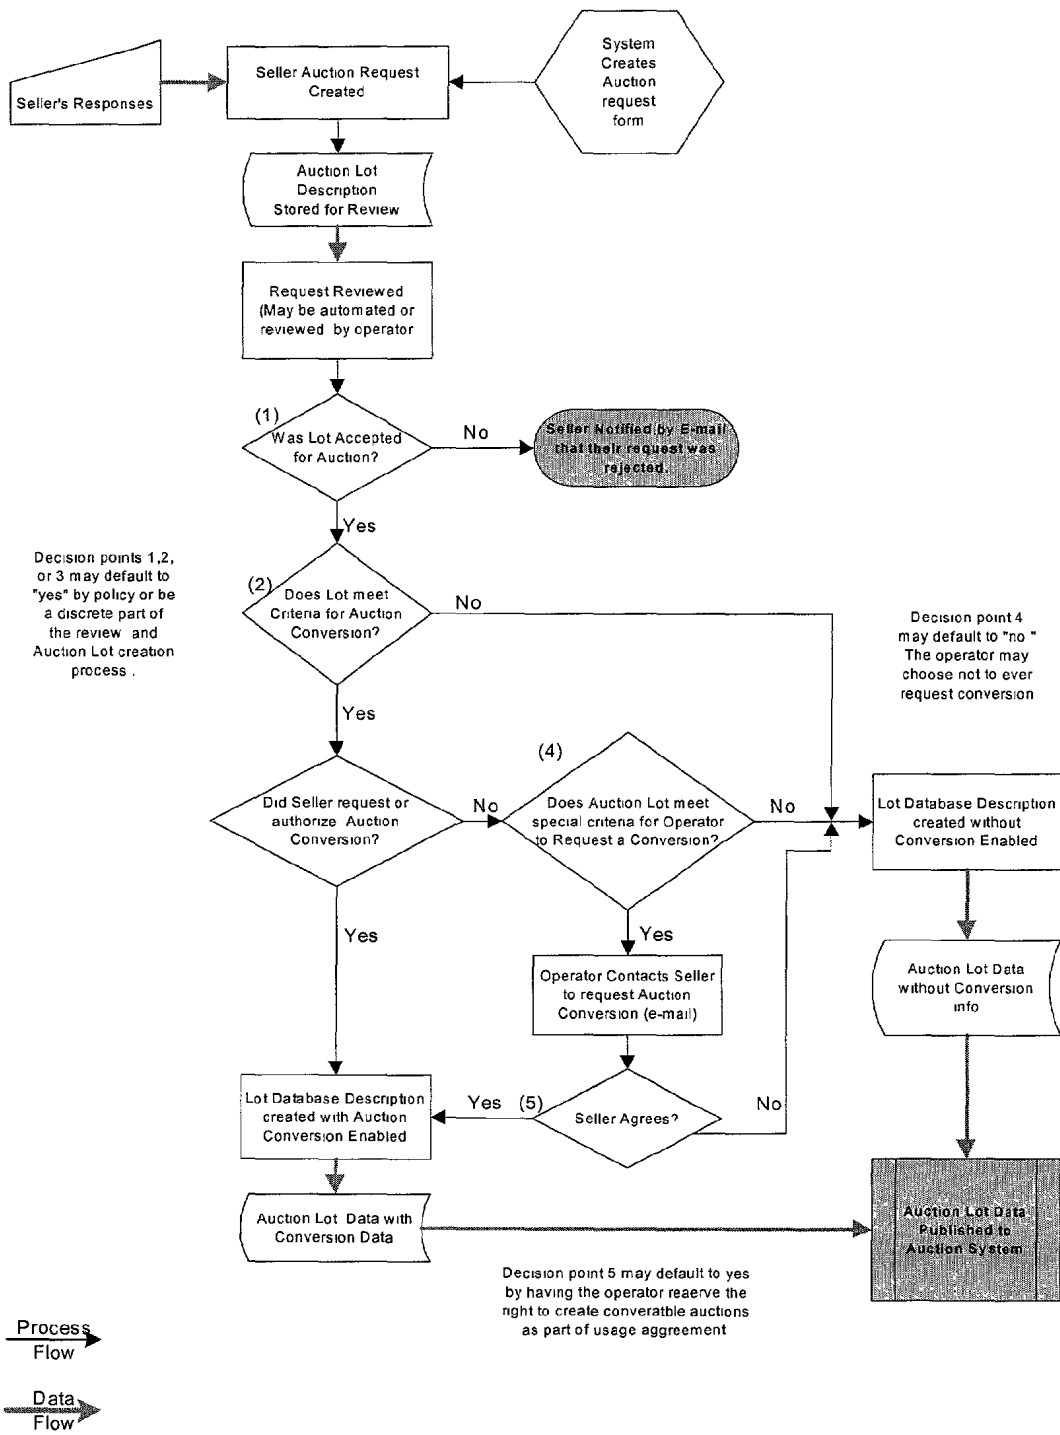 System
Creates
Auction
request
form
Seller's Responses
Seller Auction Request
Created
Auction Lot
Description
Stored for Review
Request Reviewed
(May be automated or
reviewed by operator
(1)
Was Lot Accepted
for Auction?
No
Seller Notified by E-mail
that their request was
rejected.
Yes
Decision points 1,2,
or 3 may default to
"yes" by policy or be
a discrete part of
the review and
Auction Lot creation
process .
(2)
Does Lot meet
Criteria for Auction
Conversion?
No
Decision point 4
may default to "no "
The operator may
choose not to ever
request conversion
Yes
Did Seller request or
authorize Auction
Conversion?
No
(4)
Does Auction Lot meet
special criteria for Operator
to Request a Conversion?
No
Lot Database Description
created without
Conversion Enabled
Yes
Yes
Operator Contacts Seller
to request Auction
Conversion (e-mail)
Auction Lot Data
without Conversion
info
Lot Database Description
created with Auction
Conversion Enabled
Yes
(5)
Seller Agrees?
No
Auction Lot Data with
Conversion Data
Auction Lot Data
Published to
Auction System
Decision point 5 may default to yes
by having the operator reaerve the
right to create converatble auctions
as part of usage aggreement
Process
Flow
Data
Flow